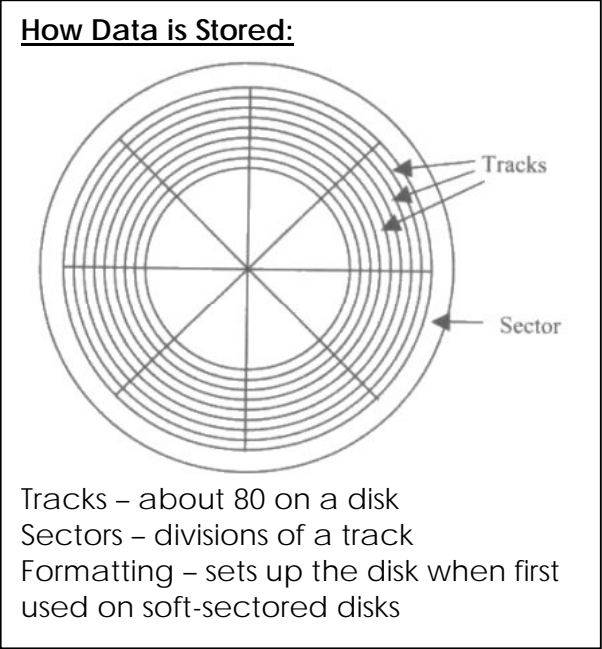 How Data is Stored:
Tracks
Sector
Tracks – about 80 on a disk
Sectors – divisions of a track
Formatting – sets up the disk when first
used on soft-sectored disks